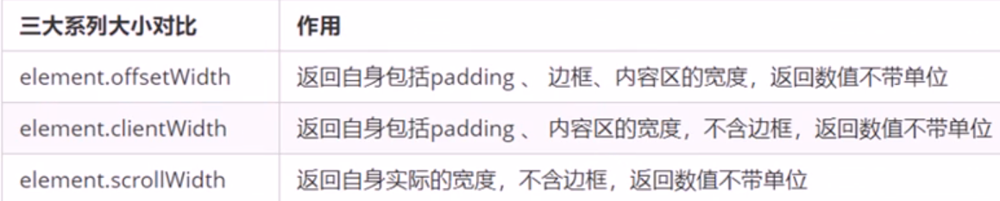 三大系列大小对比 作用
element.offsetWidth 返回自身包括padding 、 边框、内容区的宽度，返回数值不带单位
element.clientWidth 返回自身包括padding 、 内容区的宽度，不含边框，返回数值不带单位
element.scrollWidth 返回自身实际的宽度，不含边框，返回数值不带单位